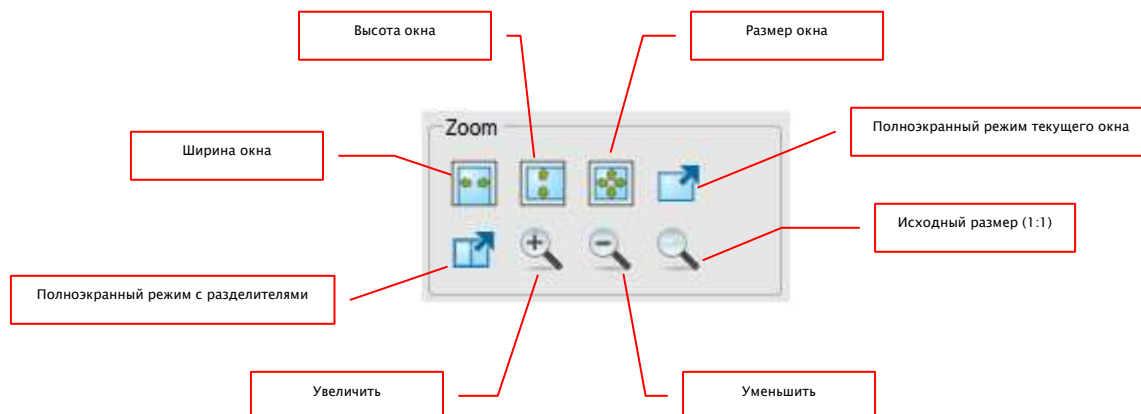 Высота окна
Размер окна
Zoom
Полноэкранный режим текущего окна
Ширина окна
Исходный размер (1:1)
Полноэкранный режим с разделителями
Увеличить
Уменьшить